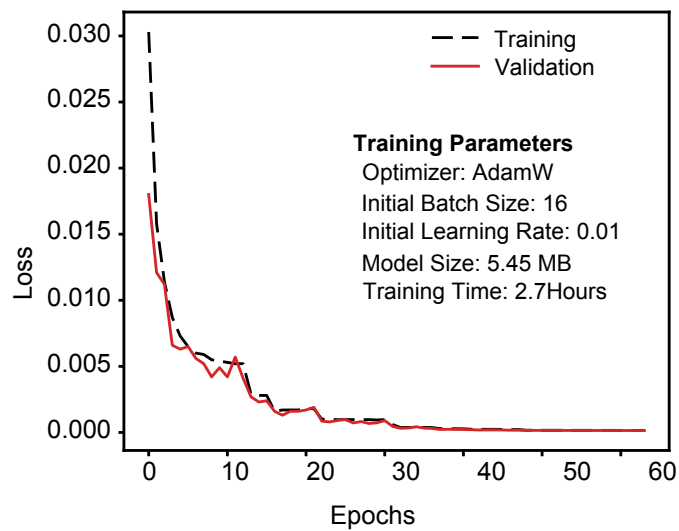 0.030
0.025
0.020
0.015
0.010
0.005
0.000
Loss
Training
Validation
Training Parameters
Optimizer: AdamW
Initial Batch Size: 16
Initial Learning Rate: 0.01
Model Size: 5.45 MB
Training Time: 2.7Hours
0 10 20 30 40 50 60
Epochs